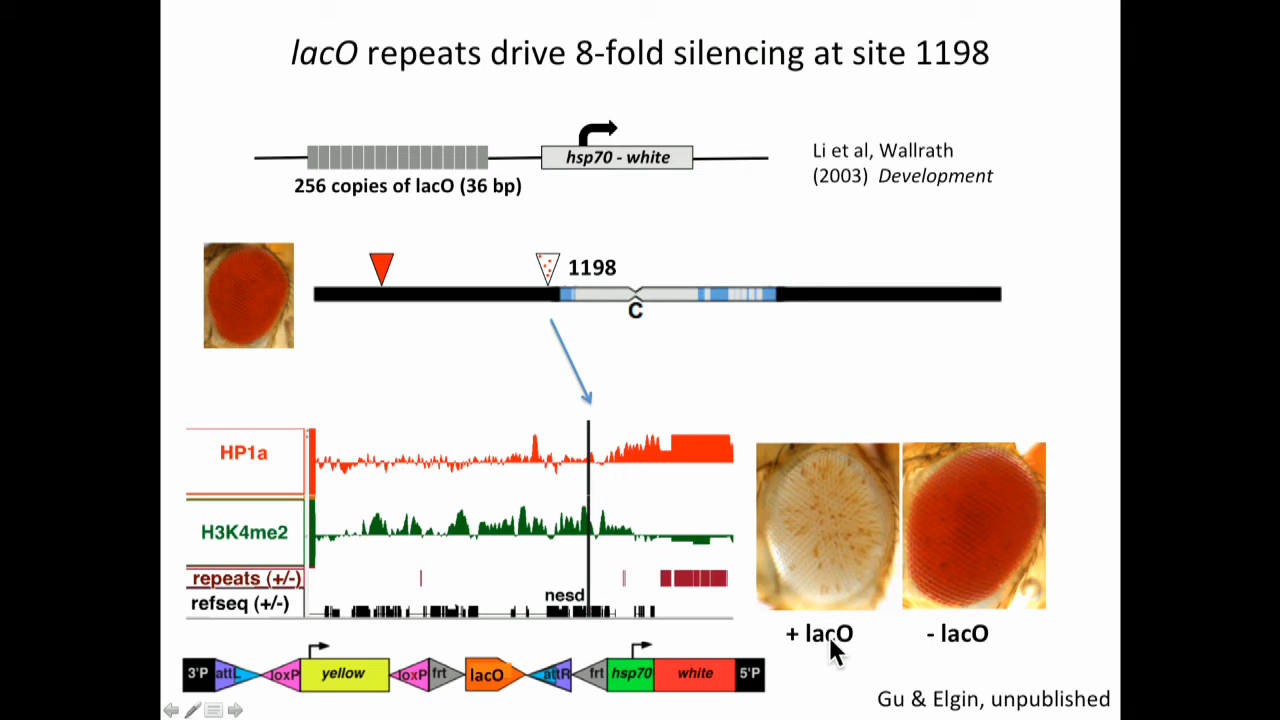 lacO repeats drive 8-fold silencing at site 1198
hsp70 - white
256 copies of lacO (36 bp)
Li et al, Wallrath
(2003) Development
1198
C
HP1a
H3K4me2
repeats (+/-)
refseq (+/-)
nesd
+ lacO
- lacO
3'P attL loxP yellow loxP frt lacO attR frt hsp70 white 5'P
Gu & Elgin, unpublished